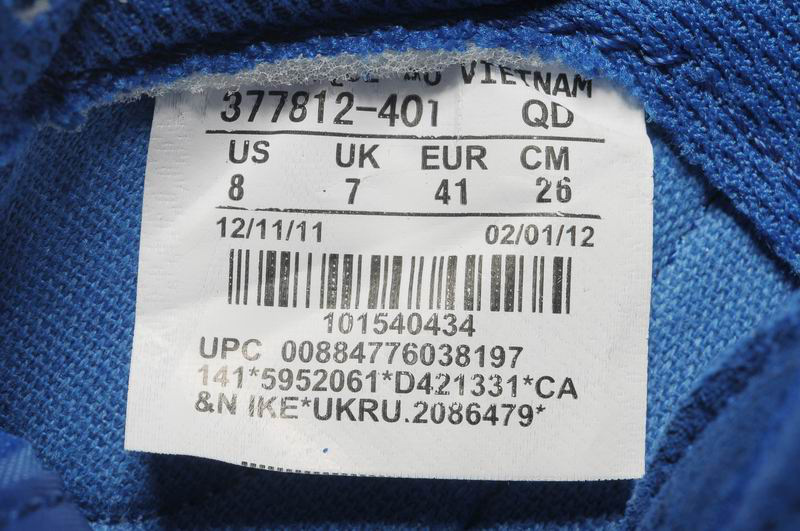 VIETNAM
377812-401 QD
US UK EUR CM
8 7 41 26
12/11/11 02/01/12
101540434
UPC 00884776038197
141*5952061*D421331*CA
&N IKE*UKRU.2086479*